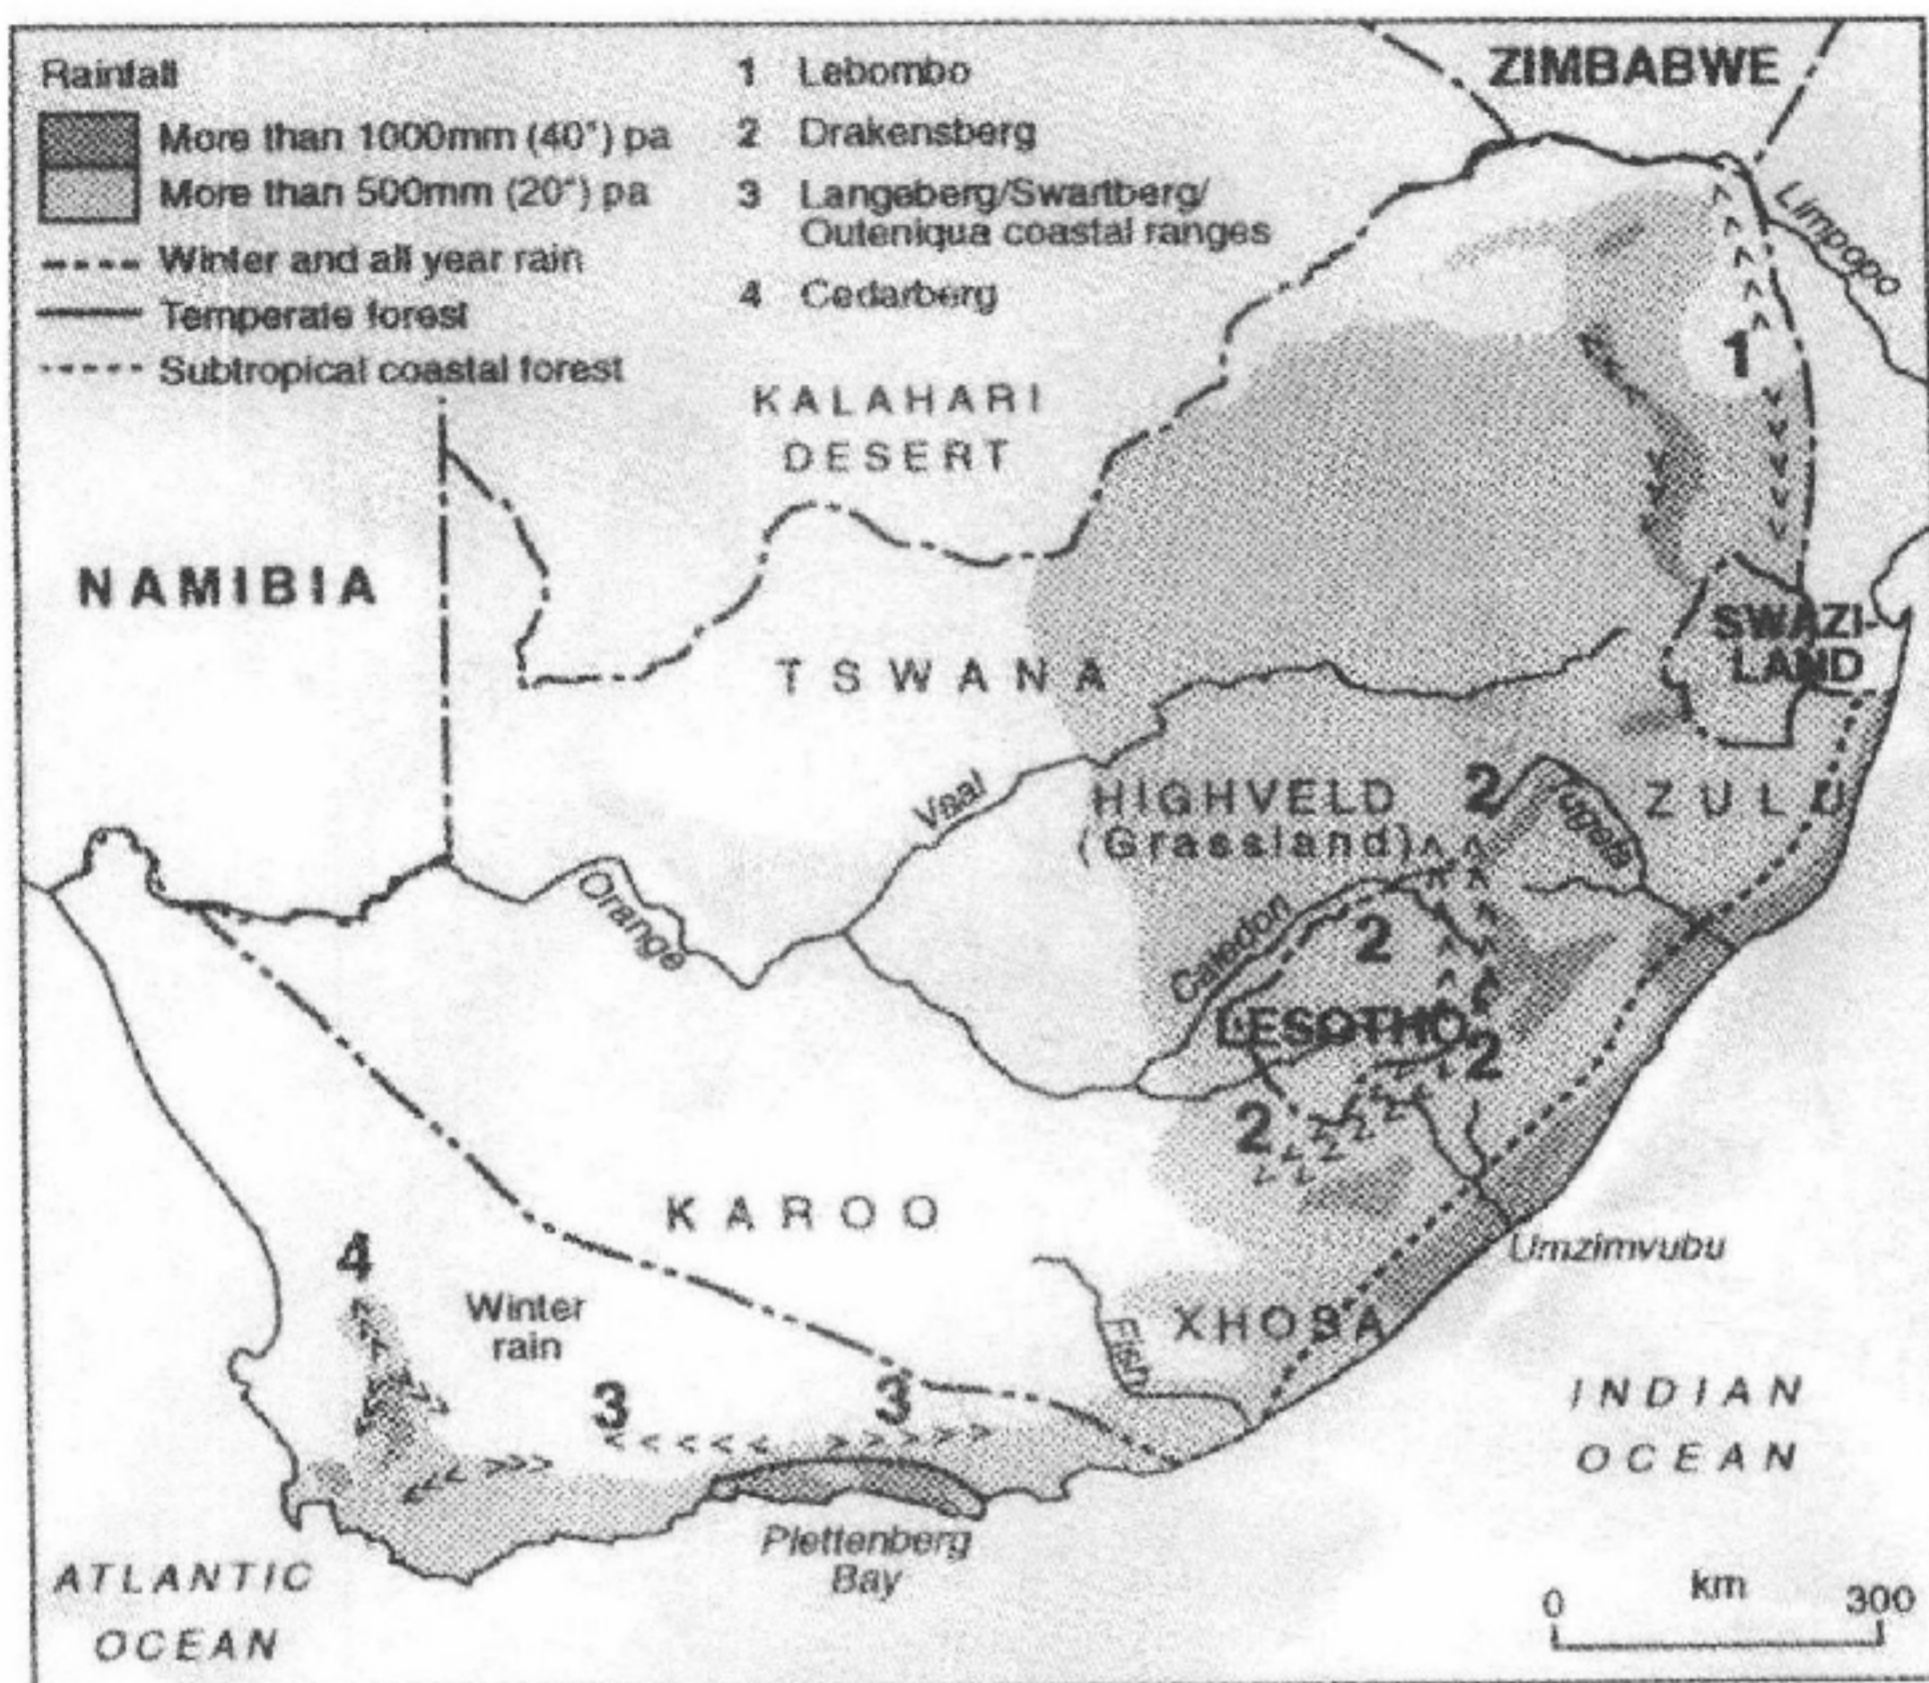 Rainfall
More than 1000mm (40") pa
More than 500mm (20") pa
Winter and all year rain
Temperate forest
Subtropical coastal forest
1 Lebombo
2 Drakensberg
3 Langeberg/Swartberg/
Outeniqua coastal ranges
4 Cedarberg
ZIMBABWE
Limpopo
KALAHARI
DESERT
1
NAMIBIA
SWAZI-
LAND
TSWANA
Vaal
HIGHVELD
(Grassland)
2
Tugela
ZULU
Orange
Caledon
2
LESOTHO
2
2
KAROO
Umzimvubu
4
Winter
rain
XHOSA
Fish
3
3
INDIAN
OCEAN
Plettenberg
Bay
ATLANTIC
OCEAN
km
0 300